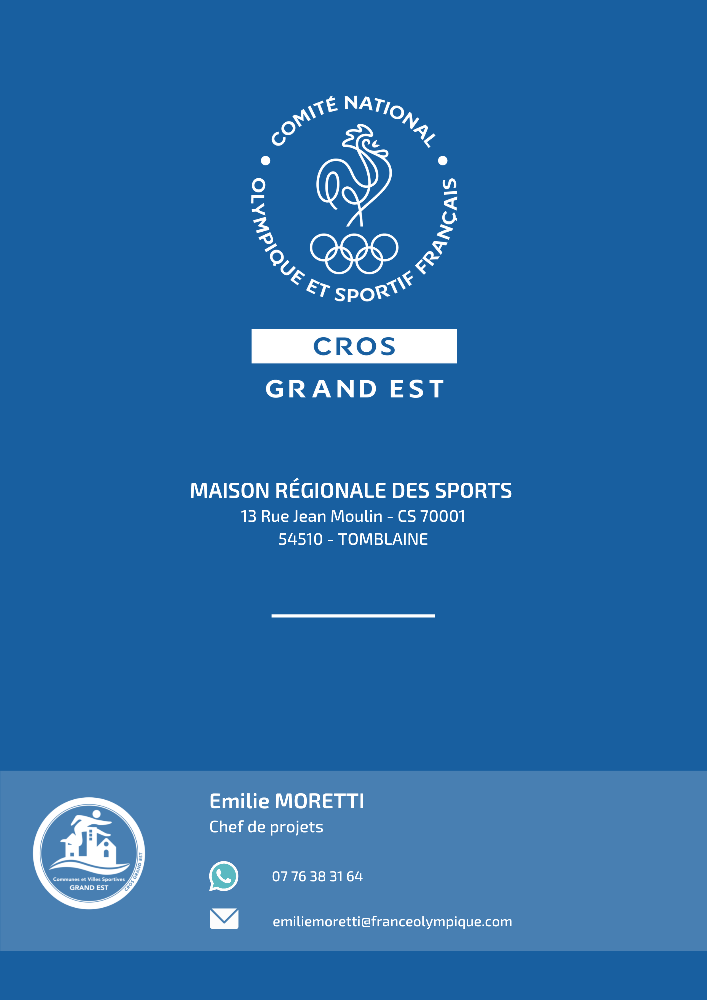 COMITÉ NATIONAL
OLYMPIQUE ET SPORTIF FRANÇAIS
CROS
GRAND EST
MAISON RÉGIONALE DES SPORTS
13 Rue Jean Moulin - CS 70001
54510 - TOMBLAINE
Emilie MORETTI
Chef de projets
07 76 38 31 64
emiliemoretti@franceolympique.com
Communes et Villes Sportives
GRAND EST
CROS GRAND EST